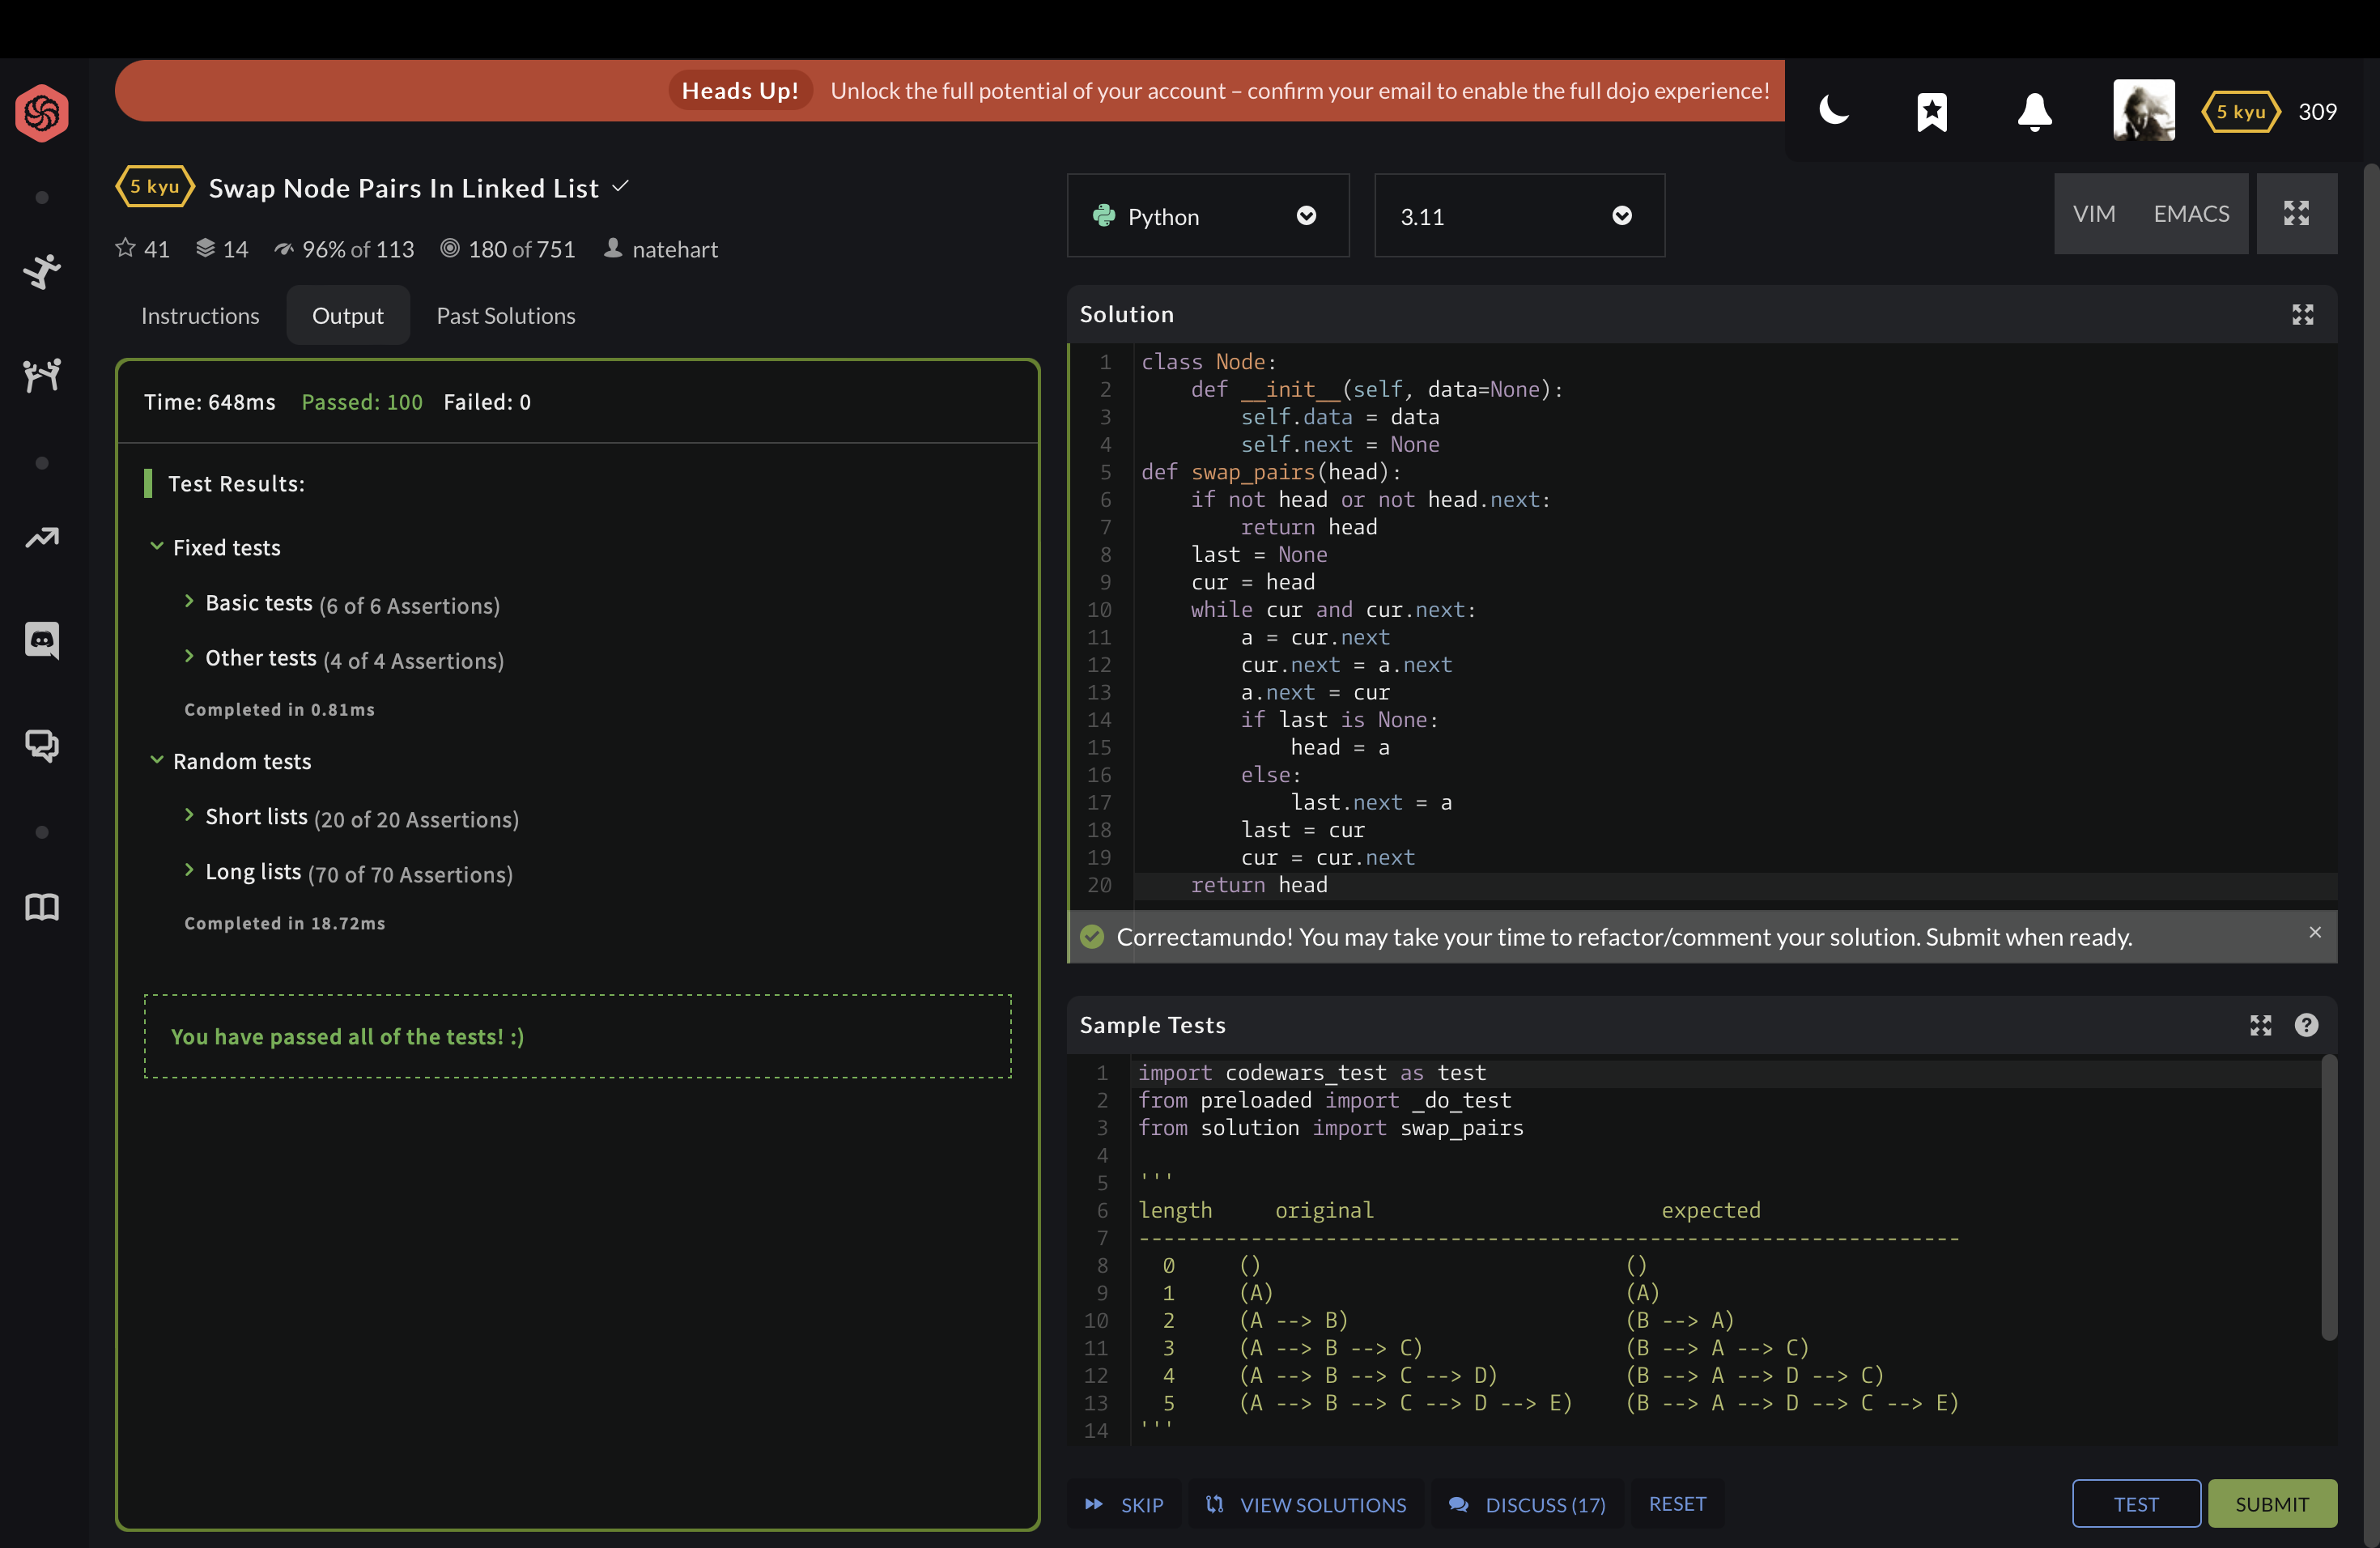 Heads Up! Unlock the full potential of your account – confirm your email to enable the full dojo experience!
5 kyu 309
5 kyu Swap Node Pairs In Linked List
41 14 96% of 113 180 of 751 natehart
Instructions Output Past Solutions
Time: 648ms Passed: 100 Failed: 0
Test Results:
Fixed tests
Basic tests (6 of 6 Assertions)
Other tests (4 of 4 Assertions)
Completed in 0.81ms
Random tests
Short lists (20 of 20 Assertions)
Long lists (70 of 70 Assertions)
Completed in 18.72ms
You have passed all of the tests! :)
Python 3.11 VIM EMACS
Solution
1 class Node:
2     def __init__(self, data=None):
3         self.data = data
4         self.next = None
5 def swap_pairs(head):
6     if not head or not head.next:
7         return head
8     last = None
9     cur = head
10     while cur and cur.next:
11         a = cur.next
12         cur.next = a.next
13         a.next = cur
14         if last is None:
15             head = a
16         else:
17             last.next = a
18         last = cur
19         cur = cur.next
20     return head
Correctamundo! You may take your time to refactor/comment your solution. Submit when ready.
Sample Tests
1 import codewars_test as test
2 from preloaded import _do_test
3 from solution import swap_pairs
4
5 '''
6 length     original                       expected
7 ------------------------------------------------------------------
8   0     ()                             ()
9   1     (A)                            (A)
10   2     (A --> B)                      (B --> A)
11   3     (A --> B --> C)                (B --> A --> C)
12   4     (A --> B --> C --> D)          (B --> A --> D --> C)
13   5     (A --> B --> C --> D --> E)    (B --> A --> D --> C --> E)
14 '''
SKIP VIEW SOLUTIONS DISCUSS (17) RESET TEST SUBMIT